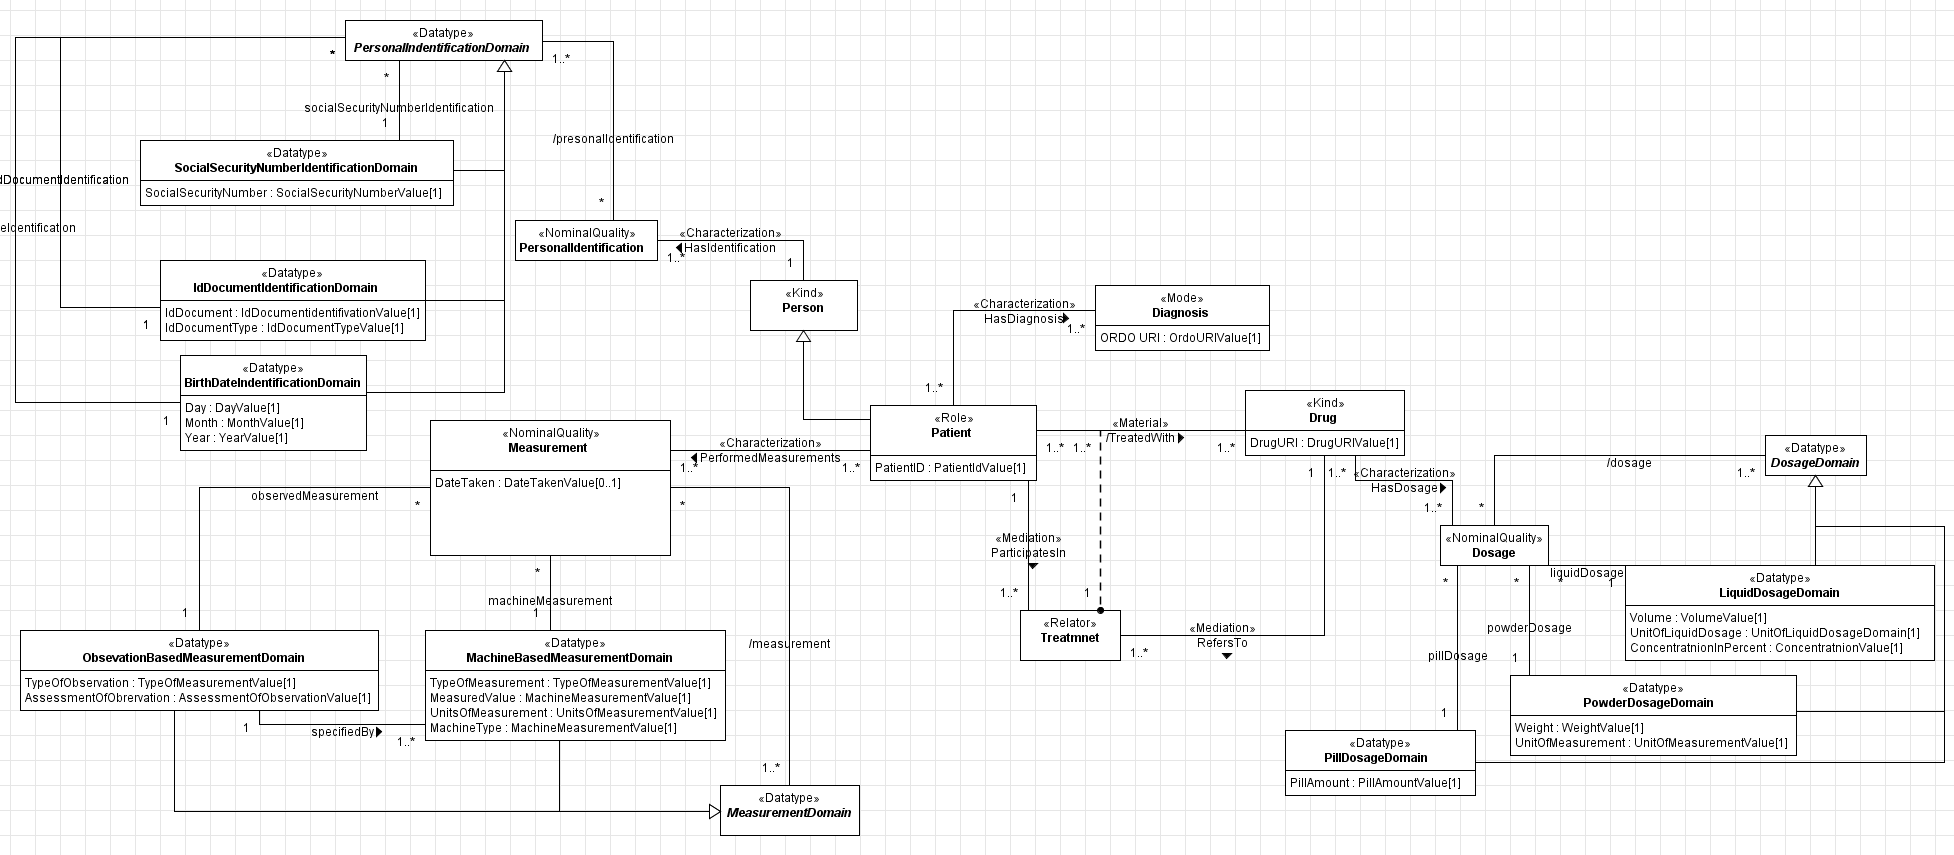 «Datatype»
PersonalIndentificationDomain
*
1..*
*
socialSecurityNumberIdentification
1
/presonalIdentification
«Datatype»
SocialSecurityNumberIdentificationDomain
SocialSecurityNumber : SocialSecurityNumberValue[1]
dDocumentIdentification
eIdentification
*
«NominalQuality»
PersonalIdentification
«Characterization»
HasIdentification
1..*
1
«Datatype»
IdDocumentIdentificationDomain
IdDocument : IdDocumentidentifivationValue[1]
IdDocumentType : IdDocumentTypeValue[1]
1
«Kind»
Person
«Characterization»
HasDiagnosis
1..*
1..*
«Mode»
Diagnosis
ORDO URI : OrdoURIValue[1]
«Datatype»
BirthDateIndentificationDomain
Day : DayValue[1]
Month : MonthValue[1]
Year : YearValue[1]
1
«NominalQuality»
Measurement
DateTaken : DateTakenValue[0..1]
«Characterization»
PerformedMeasurements
1..*
1..*
«Role»
Patient
PatientID : PatientIdValue[1]
«Material»
/TreatedWith
1..*
1..*
1..*
«Kind»
Drug
DrugURI : DrugURIValue[1]
1
1..*
«Characterization»
HasDosage
1..*
/dosage
1..*
*
«Datatype»
DosageDomain
observedMeasurement
*
1
*
*
machineMeasurement
1
1
«Mediation»
ParticipatesIn
1..*
1
«Relator»
Treatmnet
«Mediation»
RefersTo
1..*
«NominalQuality»
Dosage
liquidDosage
*
1
*
*
powderDosage
1
pillDosage
1
«Datatype»
LiquidDosageDomain
Volume : VolumeValue[1]
UnitOfLiquidDosage : UnitOfLiquidDosageDomain[1]
ConcentratnionInPercent : ConcentratnionValue[1]
«Datatype»
ObsevationBasedMeasurementDomain
TypeOfObservation : TypeOfMeasurementValue[1]
AssessmentOfObrervation : AssessmentOfObservationValue[1]
«Datatype»
MachineBasedMeasurementDomain
TypeOfMeasurement : TypeOfMeasurementValue[1]
MeasuredValue : MachineMeasurementValue[1]
UnitsOfMeasurement : UnitsOfMeasurementValue[1]
MachineType : MachineMeasurementValue[1]
/measurement
1
specifiedBy
1..*
1..*
«Datatype»
PowderDosageDomain
Weight : WeightValue[1]
UnitOfMeasurement : UnitOfMeasurementValue[1]
«Datatype»
PillDosageDomain
PillAmount : PillAmountValue[1]
«Datatype»
MeasurementDomain